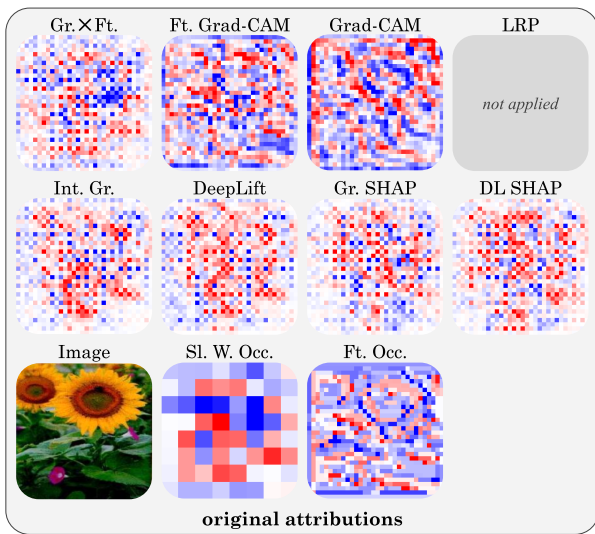 Gr.×Ft. Ft. Grad-CAM Grad-CAM LRP
not applied
Int. Gr. DeepLift Gr. SHAP DL SHAP
Image Sl. W. Occ. Ft. Occ.
original attributions